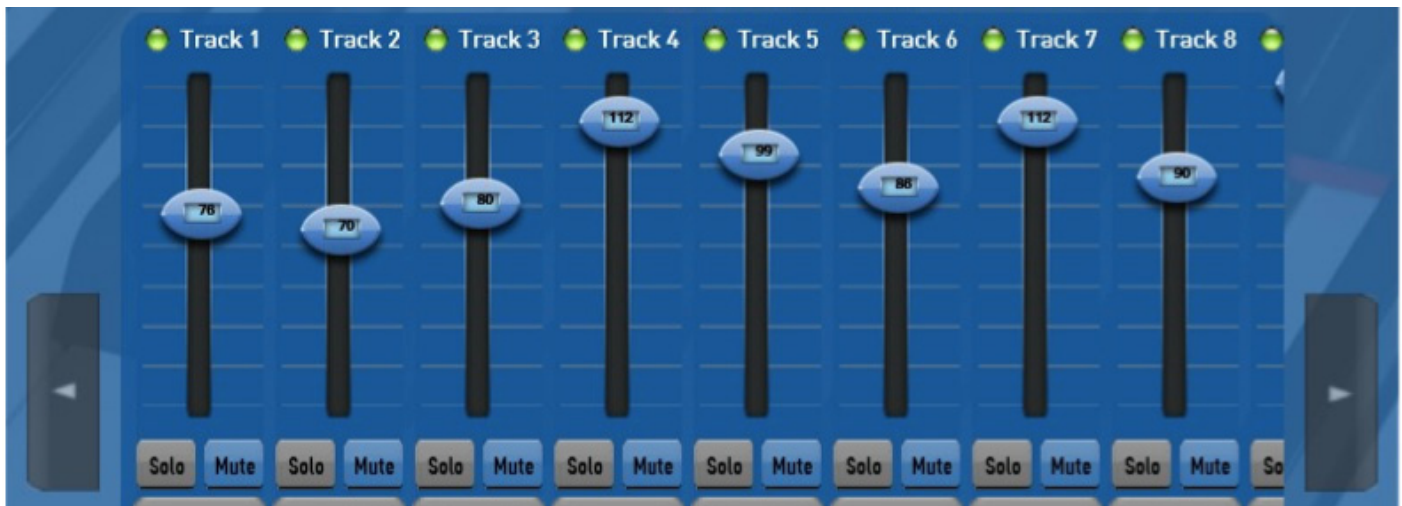 Track 1 Track 2 Track 3 Track 4 Track 5 Track 6 Track 7 Track 8
76 70 80 112 99 86 112 90
Solo Mute Solo Mute Solo Mute Solo Mute Solo Mute Solo Mute Solo Mute Solo Mute So